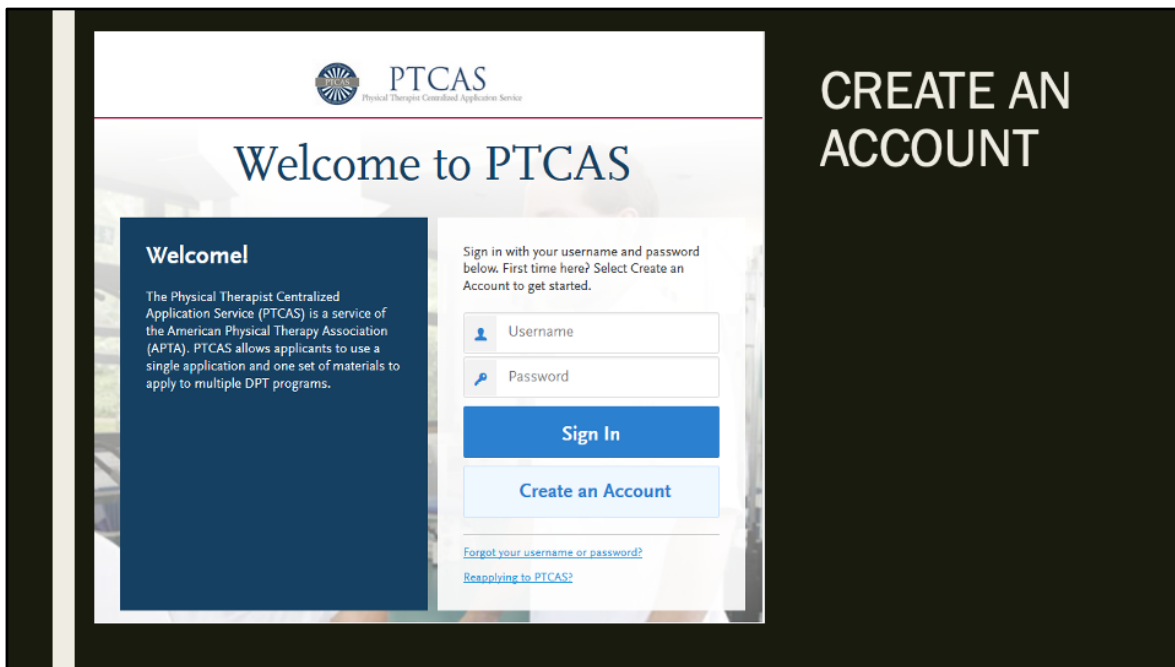 PTCAS
PTCAS
Physical Therapist Centralized Application Service
Welcome to PTCAS
Welcome!
The Physical Therapist Centralized
Application Service (PTCAS) is a service of
the American Physical Therapy Association
(APTA). PTCAS allows applicants to use a
single application and one set of materials to
apply to multiple DPT programs.
Sign in with your username and password
below. First time here? Select Create an
Account to get started.
Username
Password
Sign In
Create an Account
Forgot your username or password?
Reapplying to PTCAS?
CREATE AN
ACCOUNT